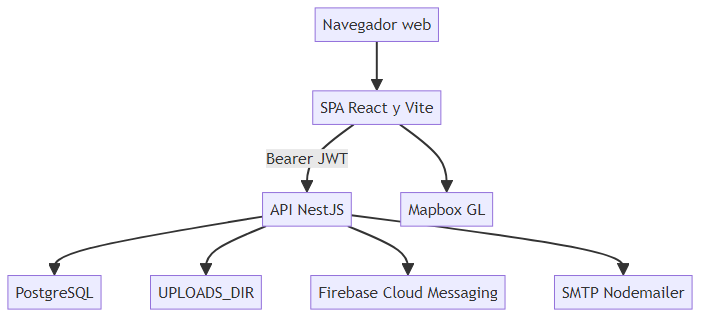 Navegador web
SPA React y Vite
Bearer JWT
API NestJS
Mapbox GL
PostgreSQL
UPLOADS_DIR
Firebase Cloud Messaging
SMTP Nodemailer